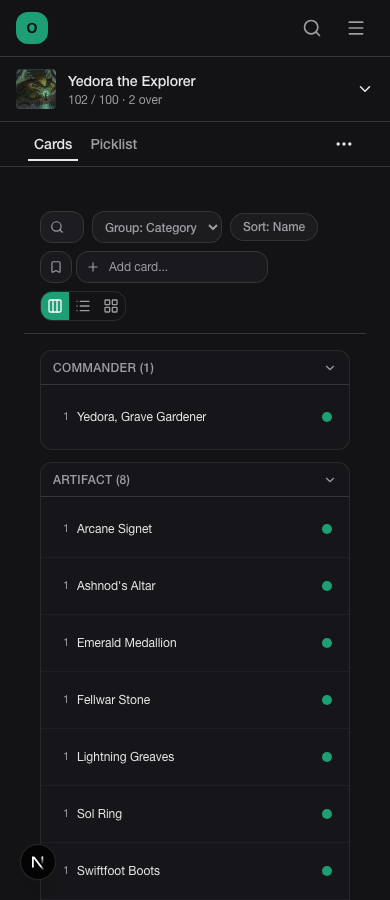 O
Yedora the Explorer
102 / 100 · 2 over
Cards Picklist
Group: Category Sort: Name
Add card...
COMMANDER (1)
1 Yedora, Grave Gardener
ARTIFACT (8)
1 Arcane Signet
1 Ashnod's Altar
1 Emerald Medallion
1 Fellwar Stone
1 Lightning Greaves
1 Sol Ring
N 1 Swiftfoot Boots